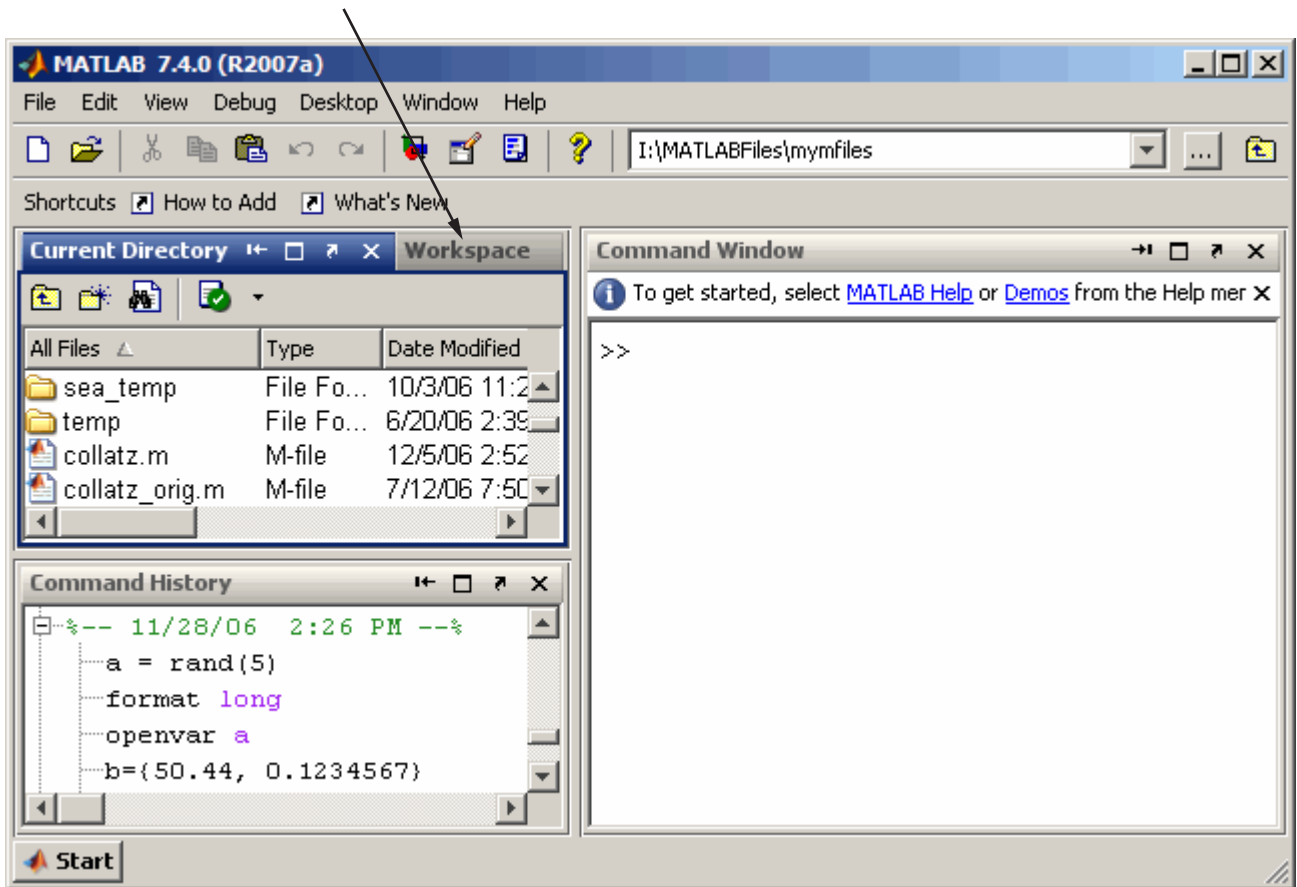 MATLAB 7.4.0 (R2007a)
File Edit View Debug Desktop Window Help
I:\MATLABFiles\mymfiles
...
Shortcuts How to Add What's New
Current Directory Workspace
All Files Type Date Modified
sea_temp File Fo... 10/3/06 11:2
temp File Fo... 6/20/06 2:39
collatz.m M-file 12/5/06 2:52
collatz_orig.m M-file 7/12/06 7:50
Command History
%-- 11/28/06 2:26 PM --%
a = rand(5)
format long
openvar a
b={50.44, 0.1234567}
Command Window
To get started, select MATLAB Help or Demos from the Help mer
>>
Start